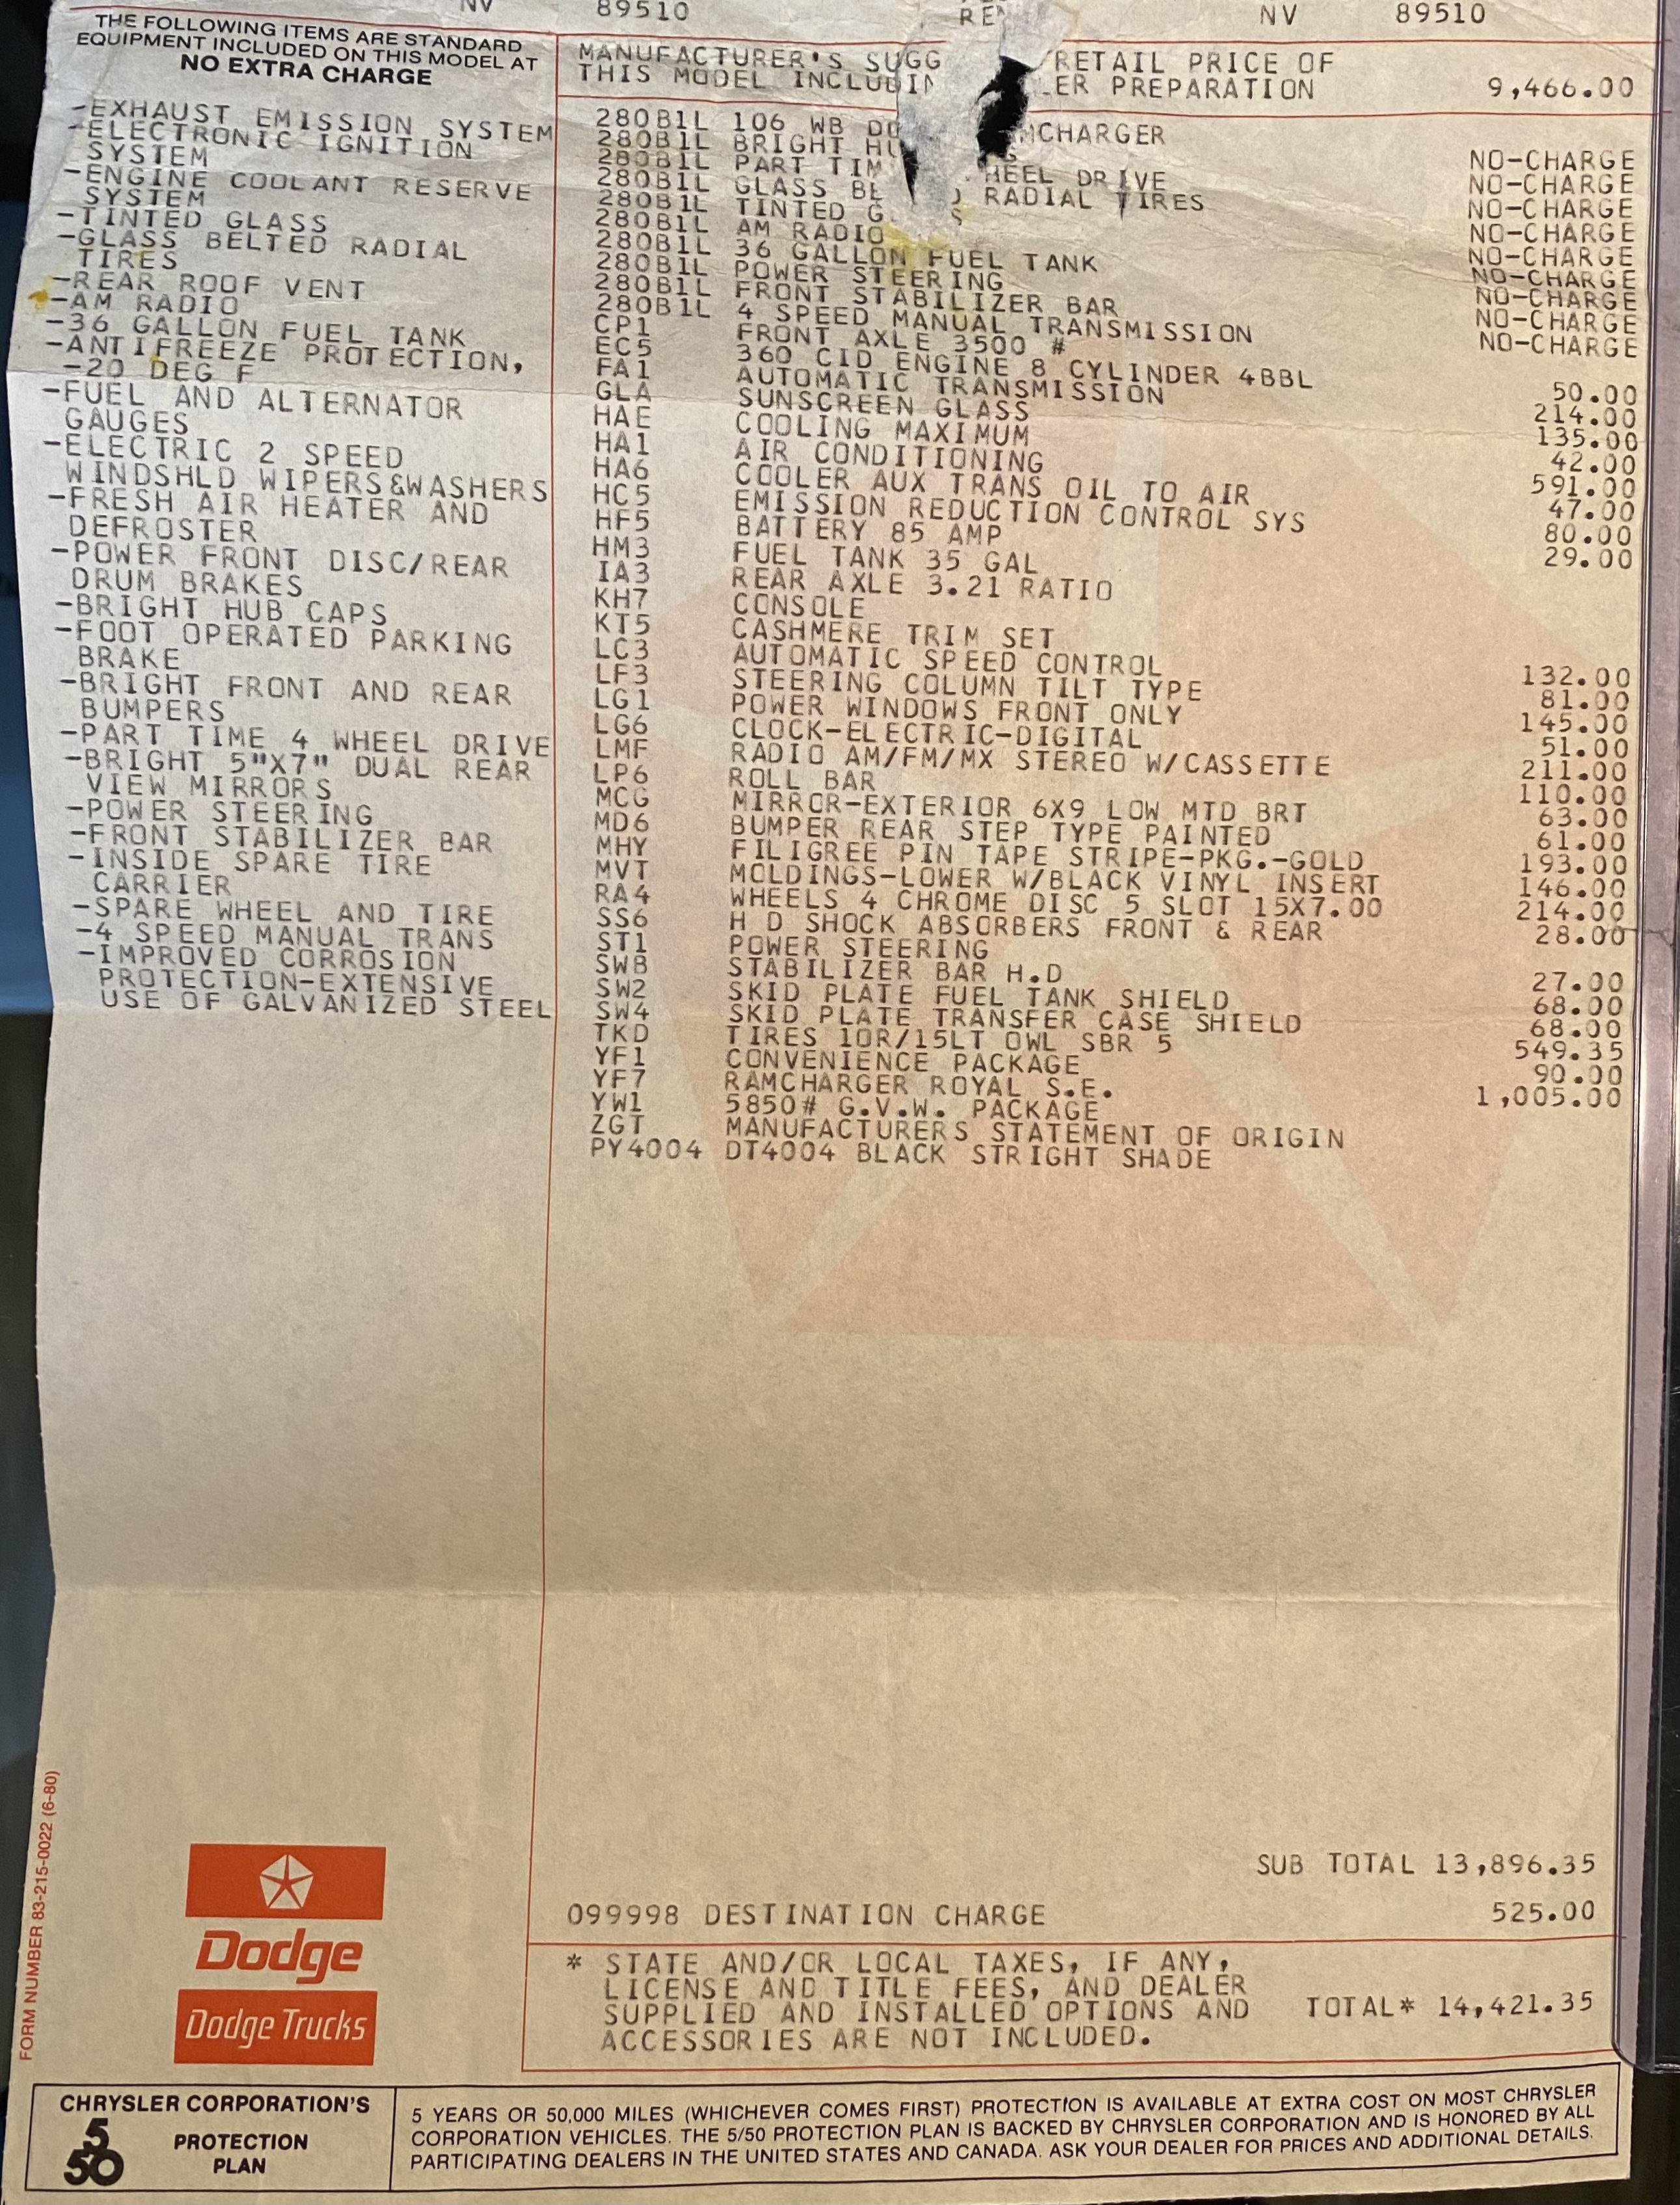 NV 89510 NV 89510
THE FOLLOWING ITEMS ARE STANDARD
EQUIPMENT INCLUDED ON THIS MODEL AT
NO EXTRA CHARGE
-EXHAUST EMISSION SYSTEM
-ELECTRONIC IGNITION
SYSTEM
-ENGINE COOLANT RESERVE
SYSTEM
-TINTED GLASS
-GLASS BELTED RADIAL
TIRES
-REAR ROOF VENT
-AM RADIO
-36 GALLON FUEL TANK
-ANTIFREEZE PROTECTION,
-20 DEG F
-FUEL AND ALTERNATOR
GAUGES
-ELECTRIC 2 SPEED
WINDSHLD WIPERS&WASHERS
-FRESH AIR HEATER AND
DEFROSTER
-POWER FRONT DISC/REAR
DRUM BRAKES
-BRIGHT HUB CAPS
-FOOT OPERATED PARKING
BRAKE
-BRIGHT FRONT AND REAR
BUMPERS
-PART TIME 4 WHEEL DRIVE
-BRIGHT 5"X7" DUAL REAR
VIEW MIRRORS
-POWER STEERING
-FRONT STABILIZER BAR
-INSIDE SPARE TIRE
CARRIER
-SPARE WHEEL AND TIRE
-4 SPEED MANUAL TRANS
-IMPROVED CORROSION
PROTECTION-EXTENSIVE
USE OF GALVANIZED STEEL
MANUFACTURER'S SUGG RETAIL PRICE OF
THIS MODEL INCLUDIN LER PREPARATION 9,466.00
280B1L 106 WB DO MCHARGER
280B1L BRIGHT HU S NO-CHARGE
280B1L PART TIM HEEL DRIVE NO-CHARGE
280B1L GLASS BE D RADIAL TIRES NO-CHARGE
280B1L TINTED G S NO-CHARGE
280B1L AM RADIO NO-CHARGE
280B1L 36 GALLON FUEL TANK NO-CHARGE
280B1L POWER STEERING NO-CHARGE
280B1L FRONT STABILIZER BAR NO-CHARGE
280B1L 4 SPEED MANUAL TRANSMISSION NO-CHARGE
CP1 FRONT AXLE 3500 #
EC5 360 CID ENGINE 8 CYLINDER 4BBL 50.00
FA1 AUTOMATIC TRANSMISSION 214.00
GLA SUNSCREEN GLASS 135.00
HAE COOLING MAXIMUM 42.00
HA1 AIR CONDITIONING 591.00
HA6 COOLER AUX TRANS OIL TO AIR 47.00
HC5 EMISSION REDUCTION CONTROL SYS 80.00
HF5 BATTERY 85 AMP 29.00
HM3 FUEL TANK 35 GAL
IA3 REAR AXLE 3.21 RATIO
KH7 CONSOLE
KT5 CASHMERE TRIM SET
LC3 AUTOMATIC SPEED CONTROL 132.00
LF3 STEERING COLUMN TILT TYPE 81.00
LG1 POWER WINDOWS FRONT ONLY 145.00
LG6 CLOCK-ELECTRIC-DIGITAL 51.00
LMF RADIO AM/FM/MX STEREO W/CASSETTE 211.00
LP6 ROLL BAR 110.00
MCG MIRROR-EXTERIOR 6X9 LOW MTD BRT 63.00
MD6 BUMPER REAR STEP TYPE PAINTED 61.00
MHY FILIGREE PIN TAPE STRIPE-PKG.-GOLD 193.00
MVT MOLDINGS-LOWER W/BLACK VINYL INSERT 146.00
RA4 WHEELS 4 CHROME DISC 5 SLOT 15X7.00 214.00
SS6 H D SHOCK ABSORBERS FRONT & REAR 28.00
ST1 POWER STEERING
SWB STABILIZER BAR H.D 27.00
SW2 SKID PLATE FUEL TANK SHIELD 68.00
SW4 SKID PLATE TRANSFER CASE SHIELD 68.00
TKD TIRES 10R/15LT OWL SBR 5 549.35
YF1 CONVENIENCE PACKAGE 90.00
YF7 RAMCHARGER ROYAL S.E. 1,005.00
YW1 5850# G.V.W. PACKAGE
ZGT MANUFACTURERS STATEMENT OF ORIGIN
PY4004 DT4004 BLACK STRIGHT SHADE
SUB TOTAL 13,896.35
099998 DESTINATION CHARGE 525.00
* STATE AND/OR LOCAL TAXES, IF ANY,
LICENSE AND TITLE FEES, AND DEALER
SUPPLIED AND INSTALLED OPTIONS AND TOTAL* 14,421.35
ACCESSORIES ARE NOT INCLUDED.
FORM NUMBER 83-215-0022 (6-80)
Dodge
Dodge Trucks
CHRYSLER CORPORATION'S
5
50
PROTECTION
PLAN
5 YEARS OR 50,000 MILES (WHICHEVER COMES FIRST) PROTECTION IS AVAILABLE AT EXTRA COST ON MOST CHRYSLER
CORPORATION VEHICLES. THE 5/50 PROTECTION PLAN IS BACKED BY CHRYSLER CORPORATION AND IS HONORED BY ALL
PARTICIPATING DEALERS IN THE UNITED STATES AND CANADA. ASK YOUR DEALER FOR PRICES AND ADDITIONAL DETAILS.